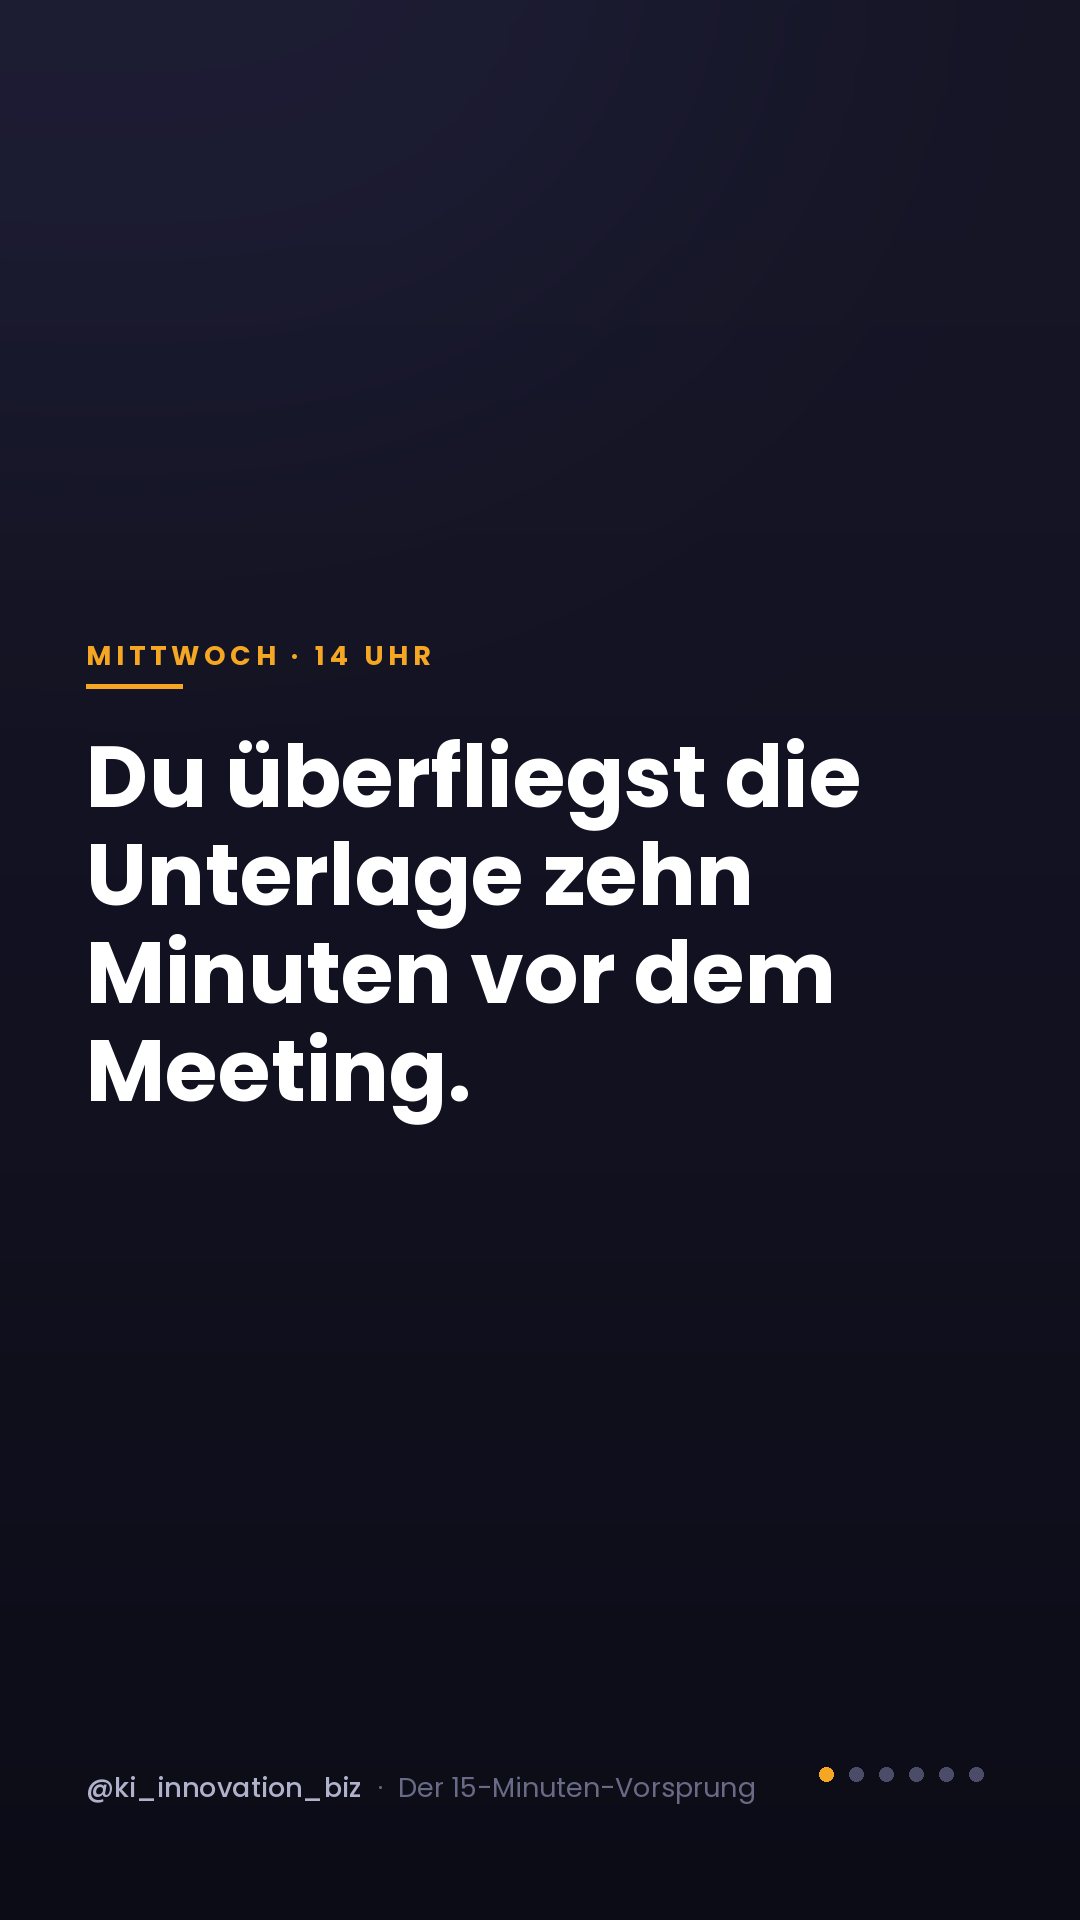 MITTWOCH · 14 UHR
Du überfliegst die
Unterlage zehn
Minuten vor dem
Meeting.
@ki_innovation_biz · Der 15-Minuten-Vorsprung